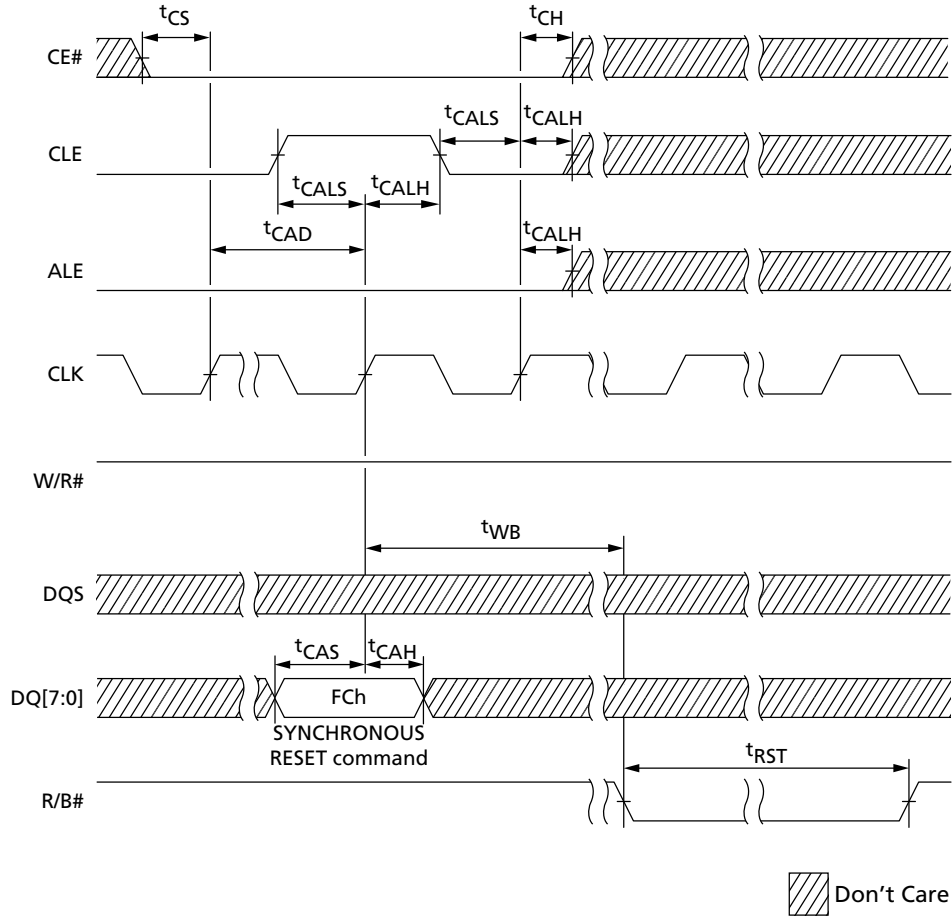 tCS
tCH
CE#
tCALS
tCALH
CLE
tCALS
tCALH
tCAD
tCALH
ALE
CLK
W/R#
tWB
DQS
tCAS
tCAH
DQ[7:0]
FCh
SYNCHRONOUS
RESET command
tRST
R/B#
Don't Care